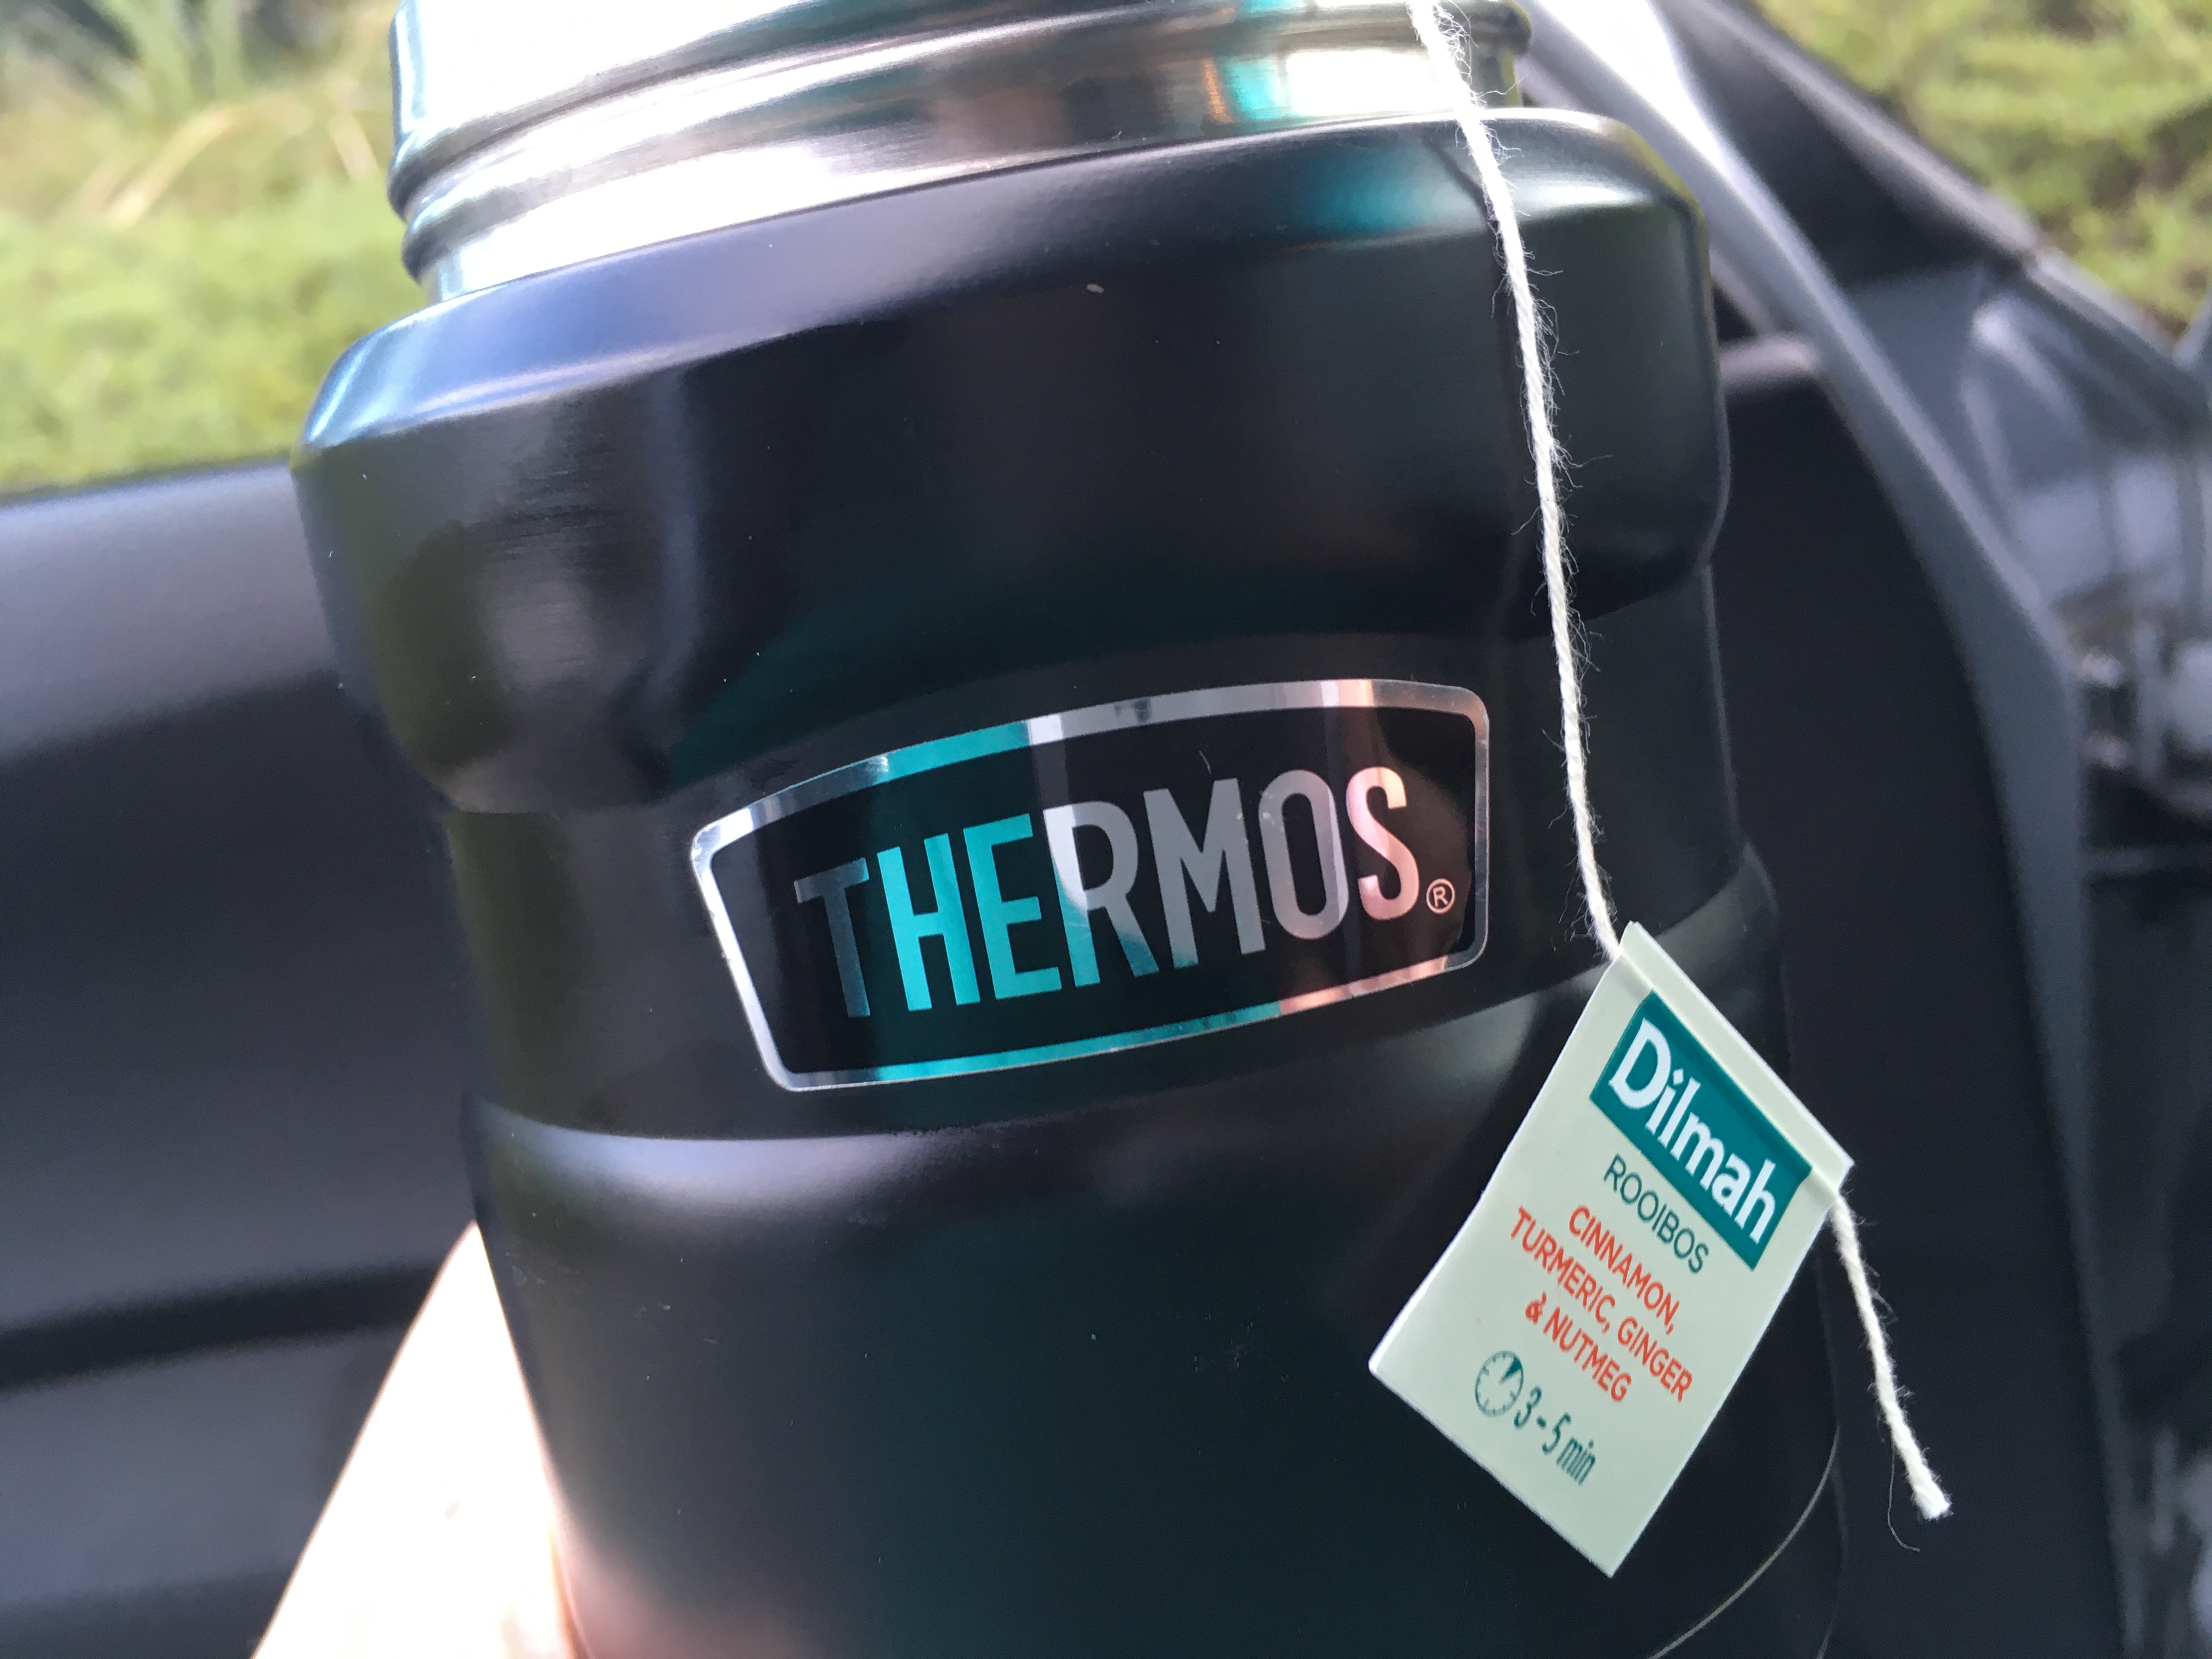 THERMOS®
Dilmah
ROOIBOS
CINNAMON,
TURMERIC, GINGER
& NUTMEG
3-5 min